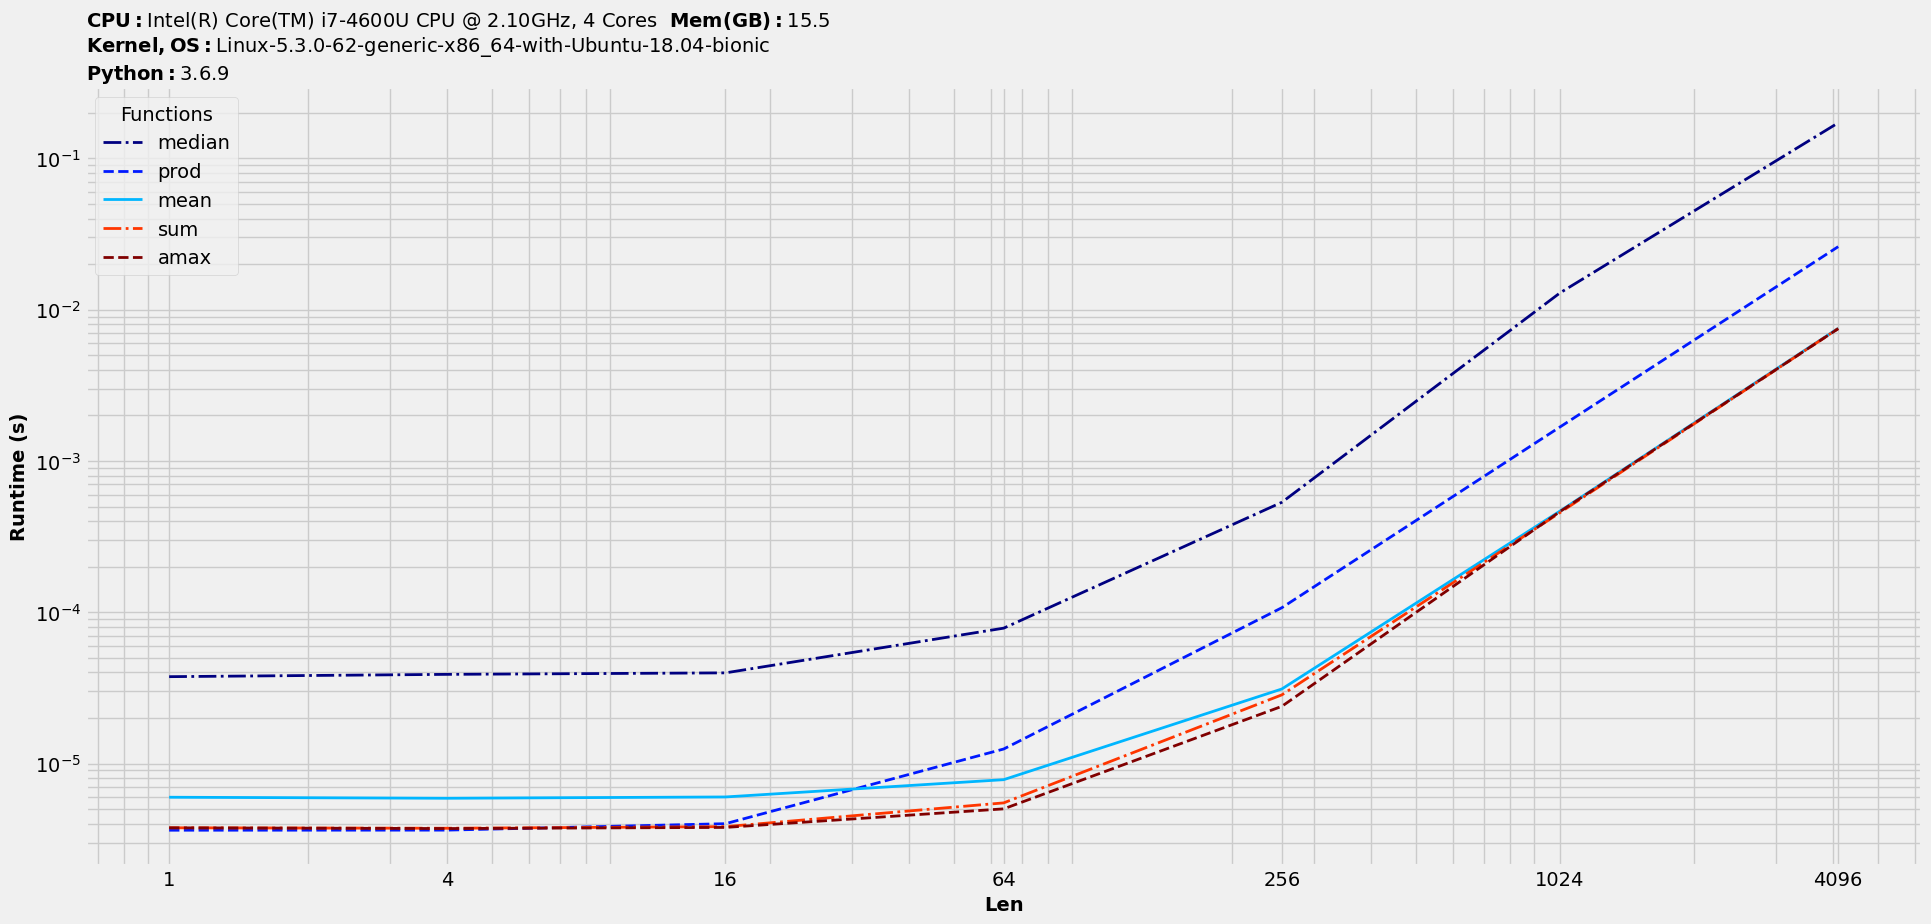 CPU: Intel(R) Core(TM) i7-4600U CPU @ 2.10GHz, 4 Cores  Mem(GB): 15.5
Kernel, OS: Linux-5.3.0-62-generic-x86_64-with-Ubuntu-18.04-bionic
Python: 3.6.9
Functions
median
prod
mean
sum
amax
10⁻¹
10⁻²
10⁻³
10⁻⁴
10⁻⁵
Runtime (s)
1 4 16 64 256 1024 4096
Len